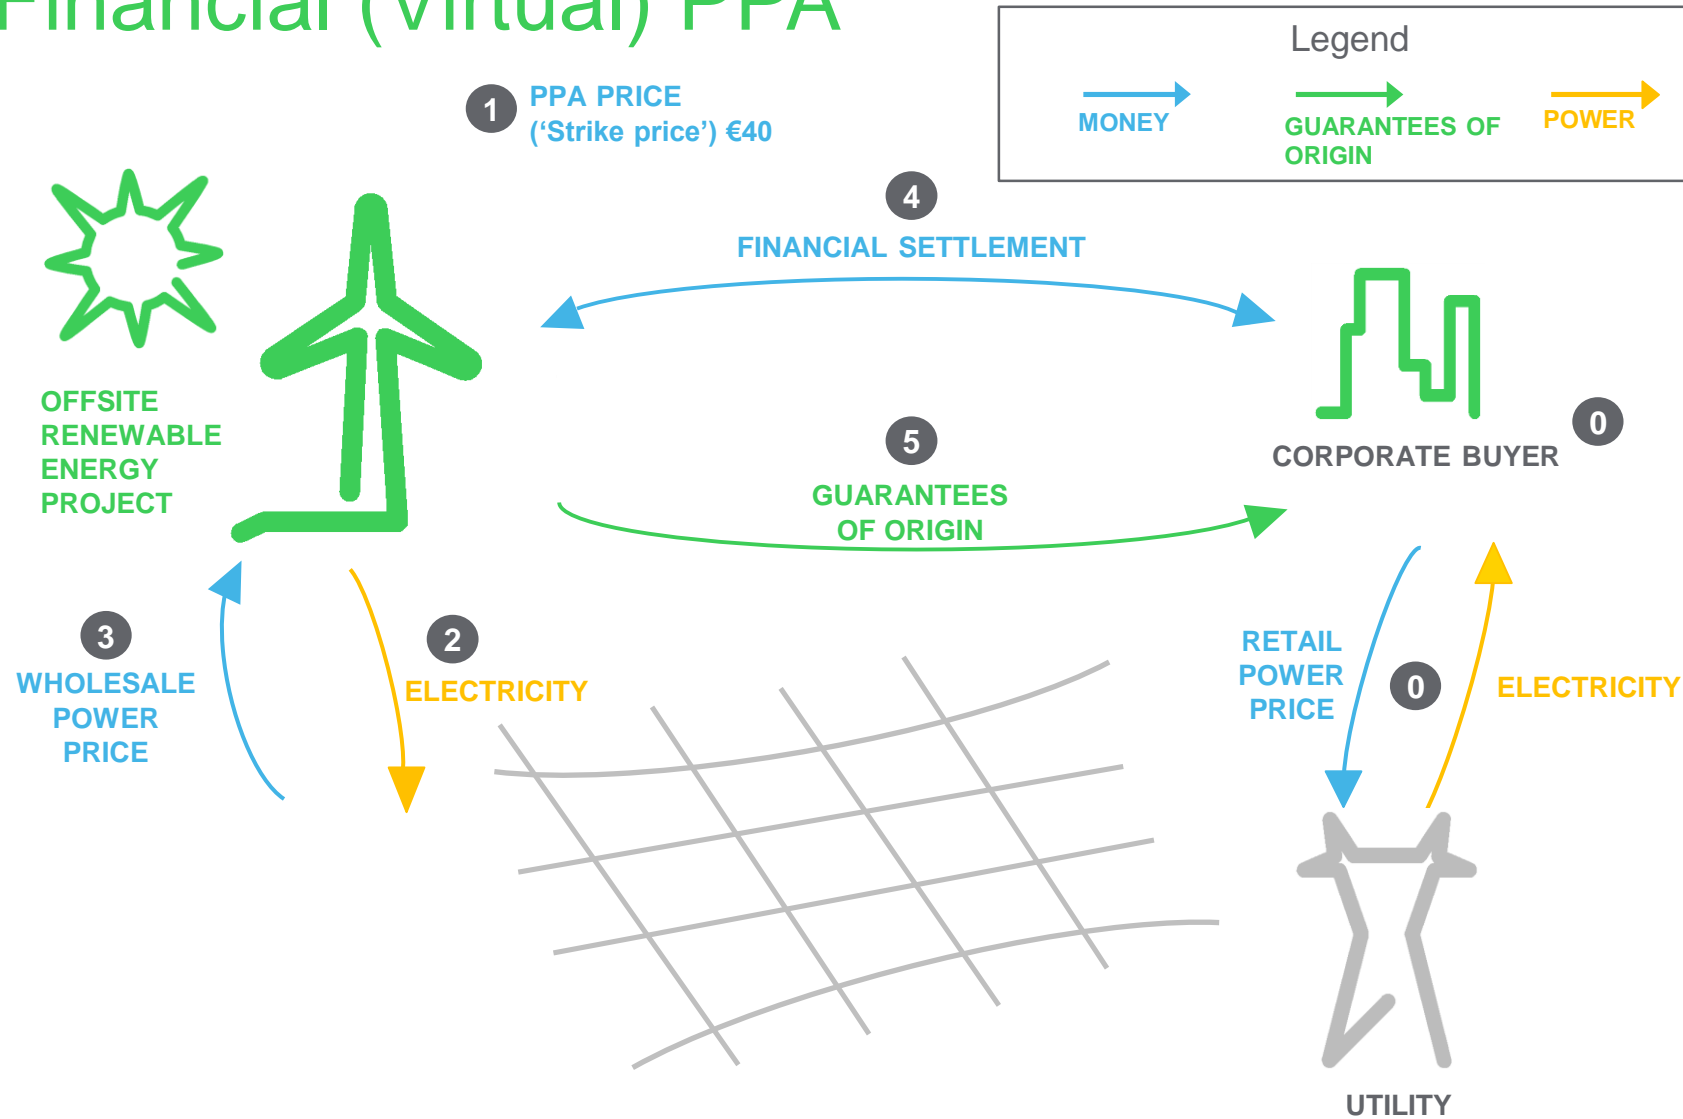 Financial (Virtual) PPA
Legend
MONEY
GUARANTEES OF
ORIGIN
POWER
1
PPA PRICE
(‘Strike price’) €40
4
FINANCIAL SETTLEMENT
OFFSITE
RENEWABLE
ENERGY
PROJECT
5
GUARANTEES
OF ORIGIN
0
CORPORATE BUYER
3
WHOLESALE
POWER
PRICE
2
ELECTRICITY
RETAIL
POWER
PRICE
0
ELECTRICITY
UTILITY